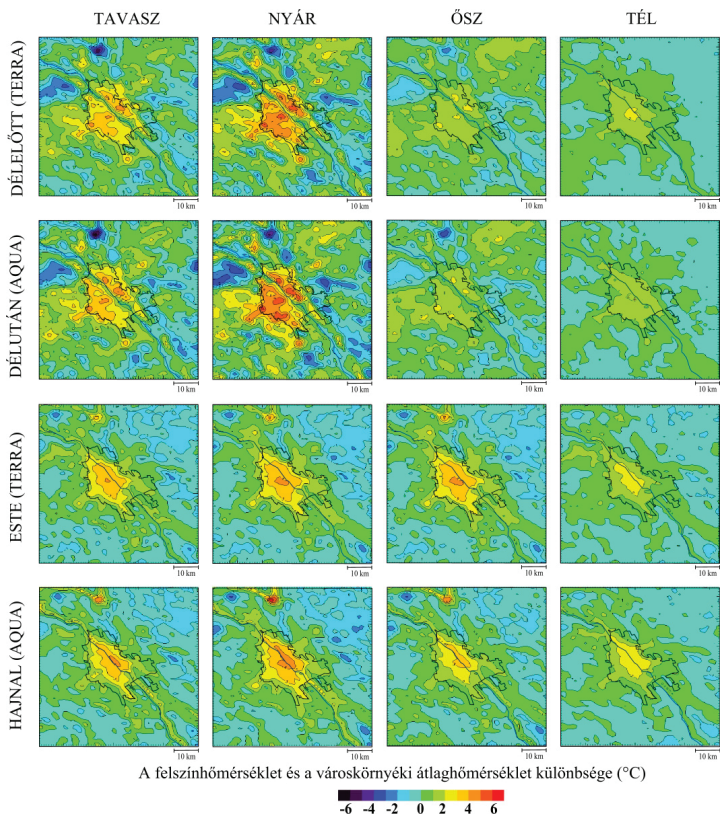 TAVASZ NYÁR ŐSZ TÉL
DÉLELŐTT (TERRA)
10 km 10 km 10 km 10 km
DÉLUTÁN (AQUA)
10 km 10 km 10 km 10 km
ESTE (TERRA)
10 km 10 km 10 km 10 km
HAJNAL (AQUA)
10 km 10 km 10 km 10 km
A felszínhőmérséklet és a városkörnyéki átlaghőmérséklet különbsége (°C)
-6 -4 -2 0 2 4 6